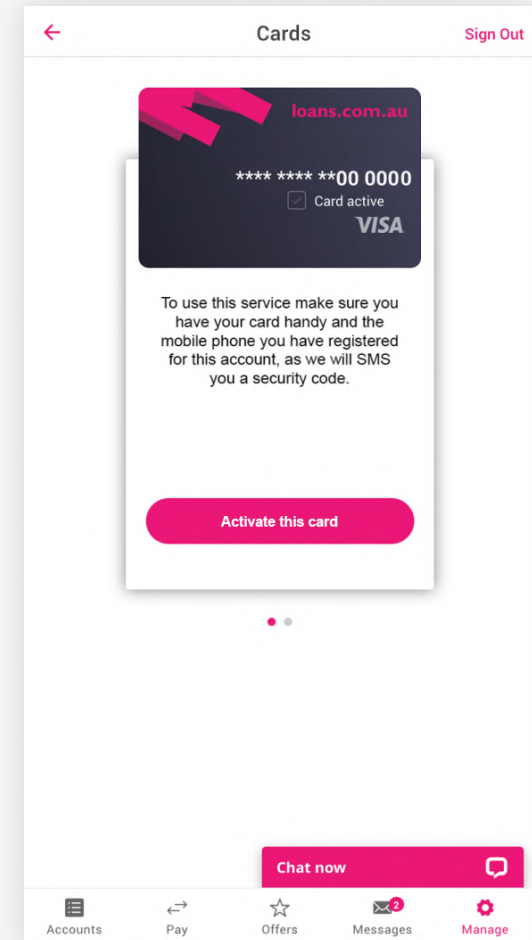 Cards
Sign Out
loans.com.au
**** **** **00 0000
Card active
VISA
To use this service make sure you
have your card handy and the
mobile phone you have registered
for this account, as we will SMS
you a security code.
Activate this card
Chat now
2
Accounts
Pay
Offers
Messages
Manage